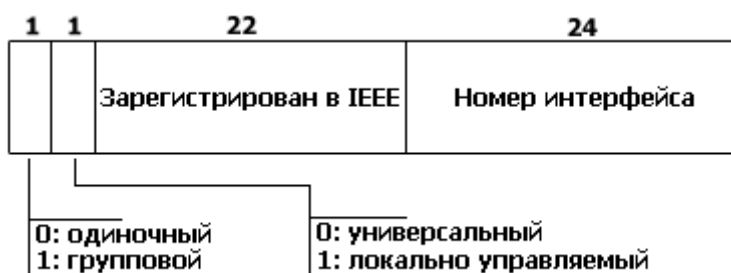 1 1 22 24
Зарегистрирован в IEEE Номер интерфейса
0: одиночный 0: универсальный
1: групповой 1: локально управляемый